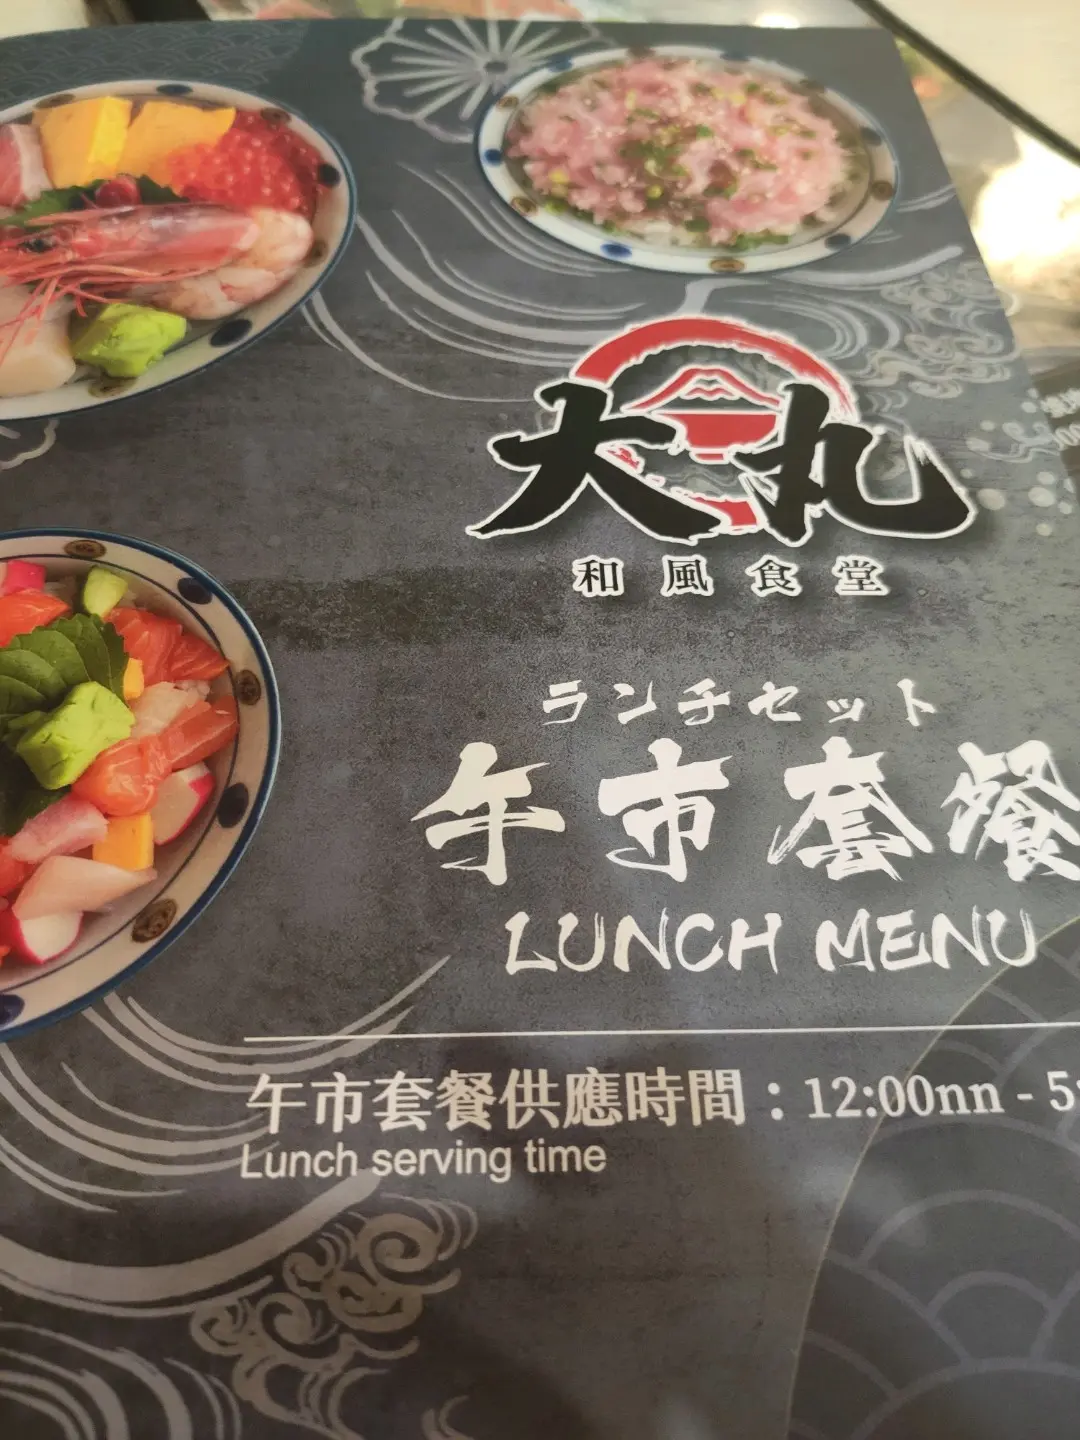 大丸
和風食堂
ランチセット
午市套餐
LUNCH MENU
午市套餐供應時間：12:00nn - 5:
Lunch serving time